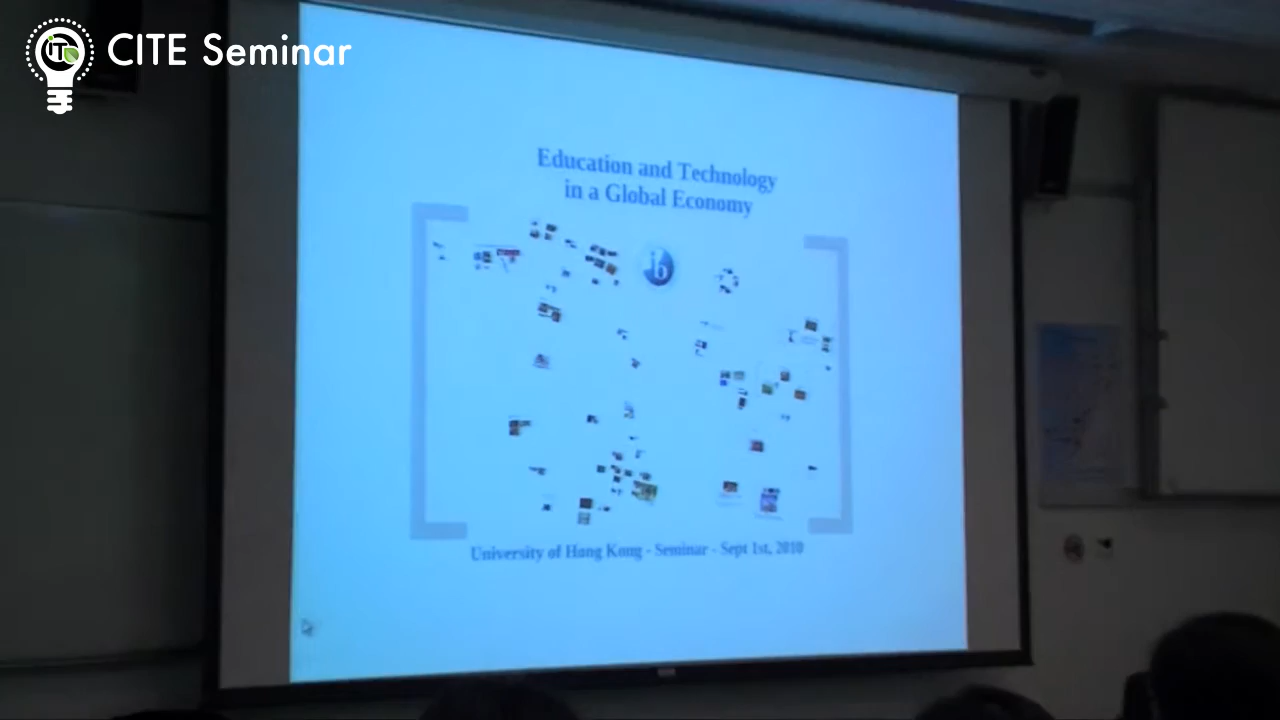 CITE Seminar
Education and Technology
in a Global Economy
ib
University of Hong Kong - Seminar - Sept 1st, 2010